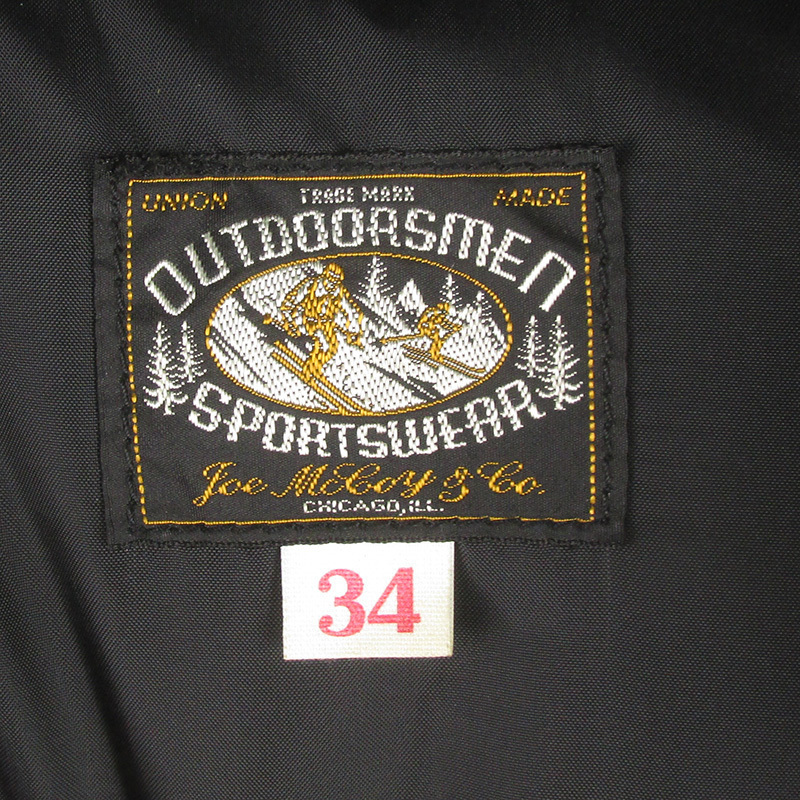 UNION TRADE MARK MADE
OUTDOORSMEN
SPORTSWEAR
Joe McCoy & Co.
CHICAGO, ILL.
34